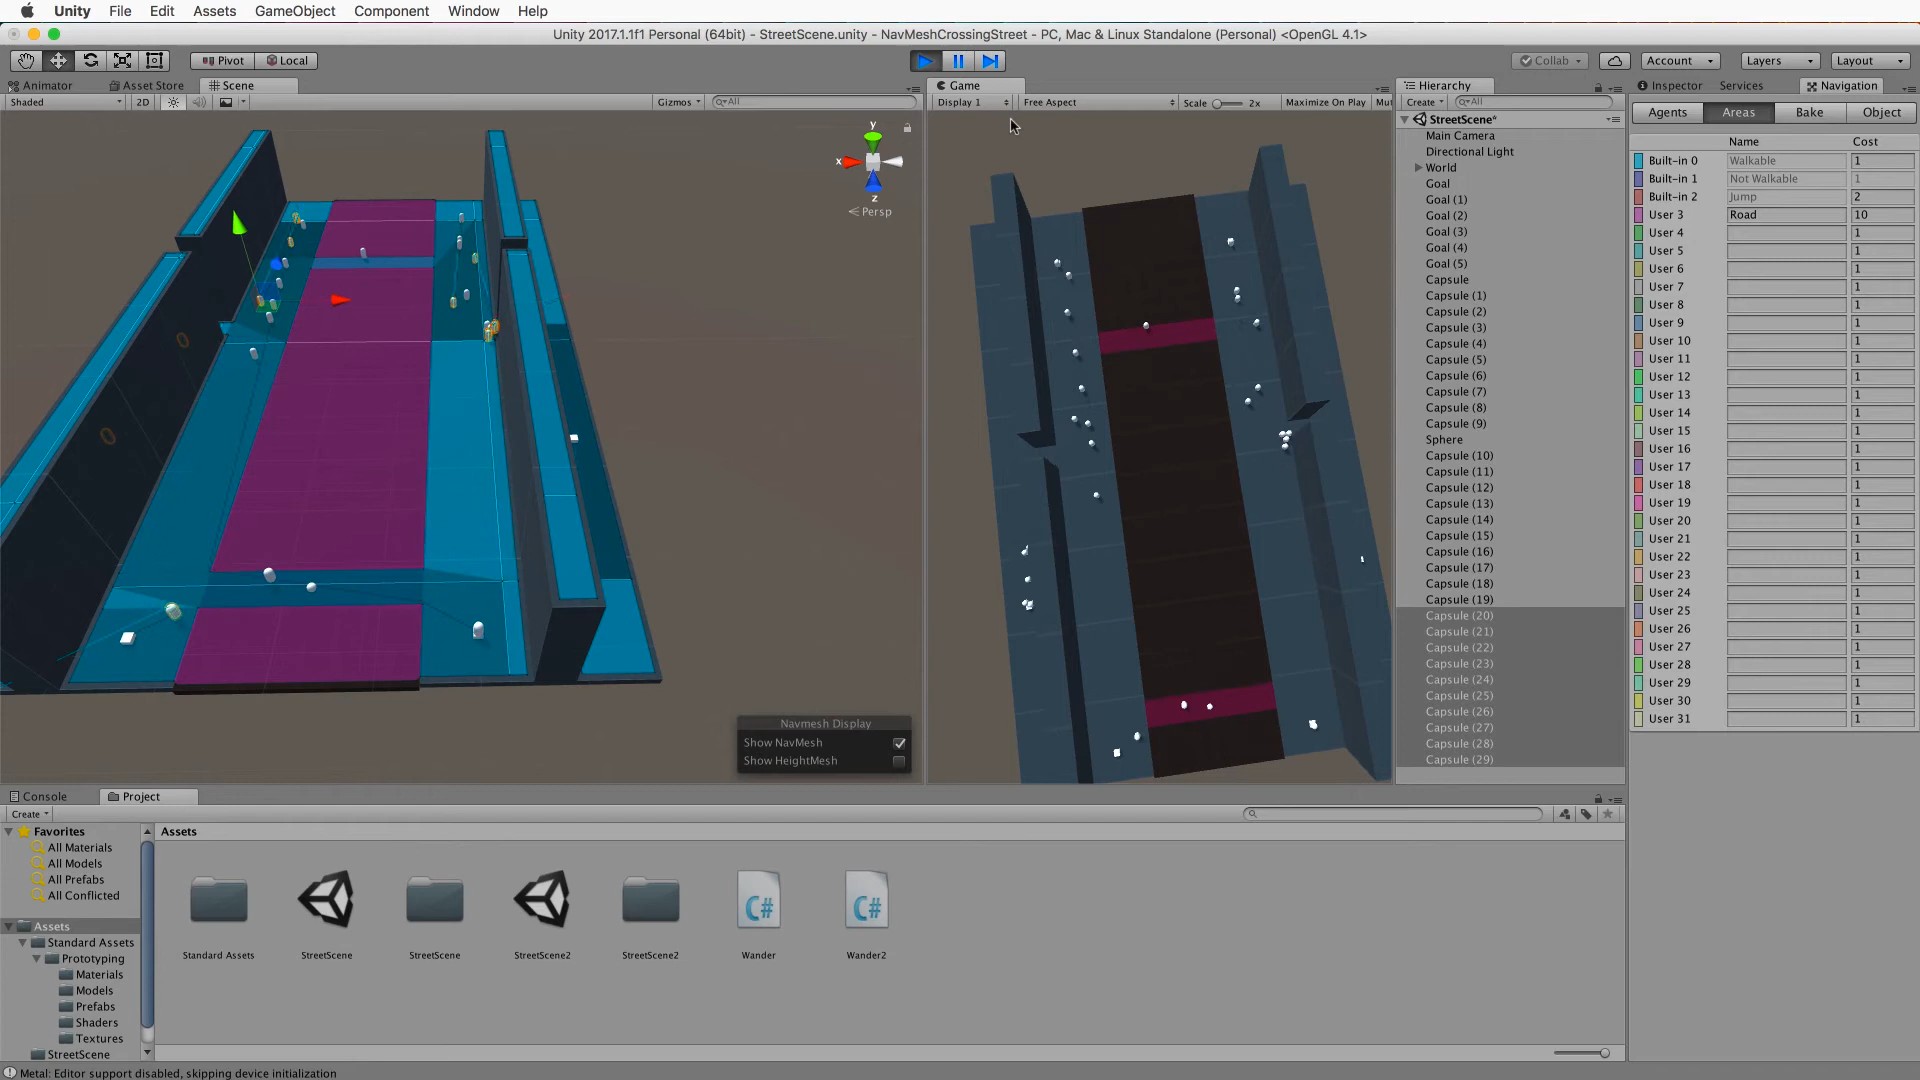 Unity File Edit Assets GameObject Component Window Help
Unity 2017.1.1f1 Personal (64bit) - StreetScene.unity - NavMeshCrossingStreet - PC, Mac & Linux Standalone (Personal) <OpenGL 4.1>
Pivot Local Collab Account Layers Layout
Animator Asset Store Scene Game Hierarchy Inspector Services Navigation
Shaded 2D Gizmos All Display 1 Free Aspect Scale 2x Maximize On Play Mut Create All
Agents Areas Bake Object
StreetScene*
Main Camera
Directional Light
World
Goal
Goal (1)
Goal (2)
Goal (3)
Goal (4)
Goal (5)
Capsule
Capsule (1)
Capsule (2)
Capsule (3)
Capsule (4)
Capsule (5)
Capsule (6)
Capsule (7)
Capsule (8)
Capsule (9)
Sphere
Capsule (10)
Capsule (11)
Capsule (12)
Capsule (13)
Capsule (14)
Capsule (15)
Capsule (16)
Capsule (17)
Capsule (18)
Capsule (19)
Capsule (20)
Capsule (21)
Capsule (22)
Capsule (23)
Capsule (24)
Capsule (25)
Capsule (26)
Capsule (27)
Capsule (28)
Capsule (29)
Name Cost
Built-in 0 Walkable 1
Built-in 1 Not Walkable 1
Built-in 2 Jump 2
User 3 Road 10
User 4 1
User 5 1
User 6 1
User 7 1
User 8 1
User 9 1
User 10 1
User 11 1
User 12 1
User 13 1
User 14 1
User 15 1
User 16 1
User 17 1
User 18 1
User 19 1
User 20 1
User 21 1
User 22 1
User 23 1
User 24 1
User 25 1
User 26 1
User 27 1
User 28 1
User 29 1
User 30 1
User 31 1
y
x
z
Persp
Navmesh Display
Show NavMesh
Show HeightMesh
Console Project
Create
Favorites
All Materials
All Models
All Prefabs
All Conflicted
Assets
Standard Assets
Prototyping
Materials
Models
Prefabs
Shaders
Textures
StreetScene
Assets
C# C#
Standard Assets StreetScene StreetScene StreetScene2 StreetScene2 Wander Wander2
Metal: Editor support disabled, skipping device initialization